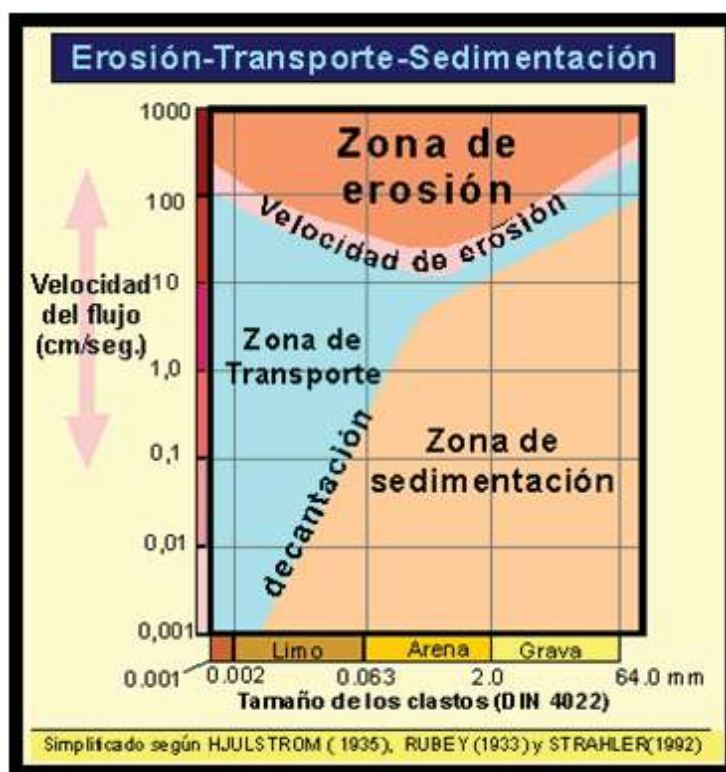 Erosión-Transporte-Sedimentación
1000
100
10
1,0
0,1
0,01
0,001
Velocidad
del flujo
(cm/seg.)
Zona de
erosión
Velocidad de erosión
Zona de
Transporte
decantación
Zona de
sedimentación
Limo
Arena
Grava
0.001
0.002
0.063
2.0
64.0 mm
Tamaño de los clastos (DIN 4022)
Simplificado según HJULSTROM ( 1935), RUBEY (1933) y STRAHLER(1992)